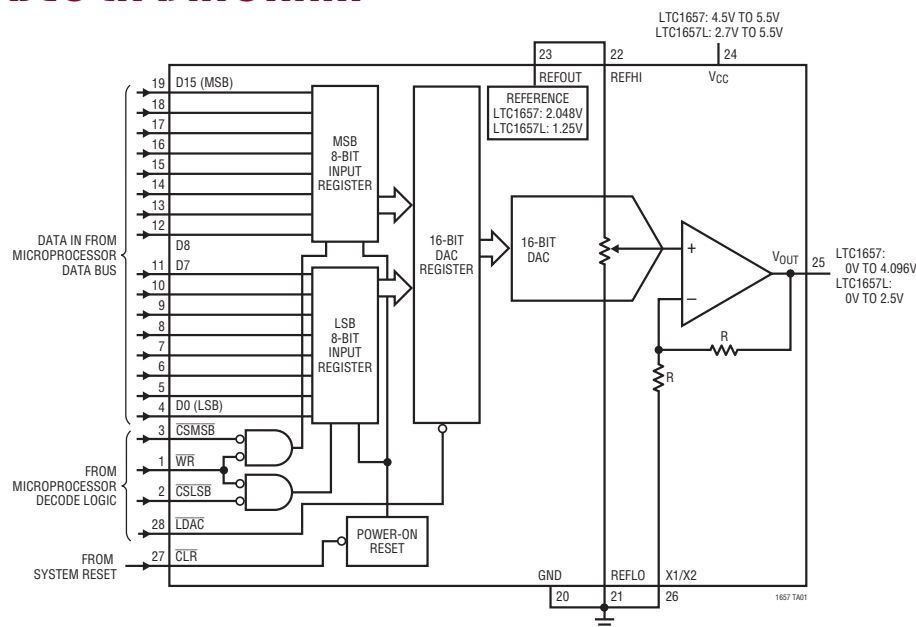 LTC1657: 4.5V TO 5.5V
LTC1657L: 2.7V TO 5.5V
23
22
24
REFOUT
REFHI
VCC
REFERENCE
LTC1657: 2.048V
LTC1657L: 1.25V
19 D15 (MSB)
18
17
16
15
14
13
12
D8
11 D7
10
9
8
7
6
5
4 D0 (LSB)
DATA IN FROM
MICROPROCESSOR
DATA BUS
MSB
8-BIT
INPUT
REGISTER
LSB
8-BIT
INPUT
REGISTER
16-BIT
DAC
REGISTER
16-BIT
DAC
+
−
R
R
VOUT
25
LTC1657:
0V TO 4.096V
LTC1657L:
0V TO 2.5V
FROM
MICROPROCESSOR
DECODE LOGIC
3 CSMSB
1 WR
2 CSLSB
28 LDAC
FROM
SYSTEM RESET
27 CLR
POWER-ON
RESET
GND
REFLO
X1/X2
20
21
26
1657 TA01